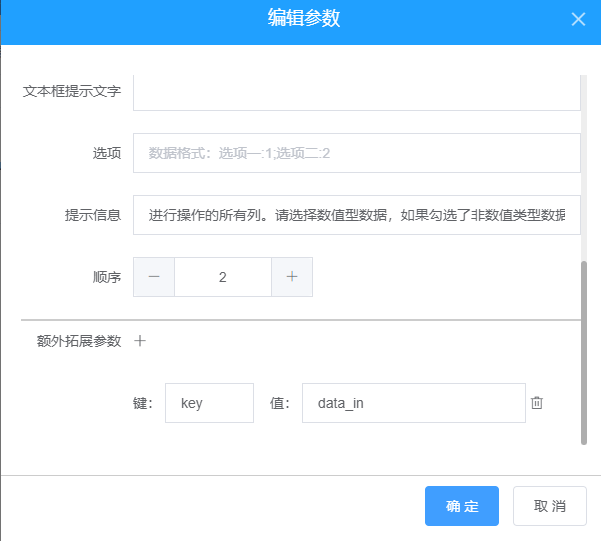 编辑参数
文本框提示文字
选项 数据格式：选项一:1;选项二:2
提示信息 进行操作的所有列。请选择数值型数据，如果勾选了非数值类型数据
顺序 2
额外拓展参数
键： key 值： data_in
确 定 取 消